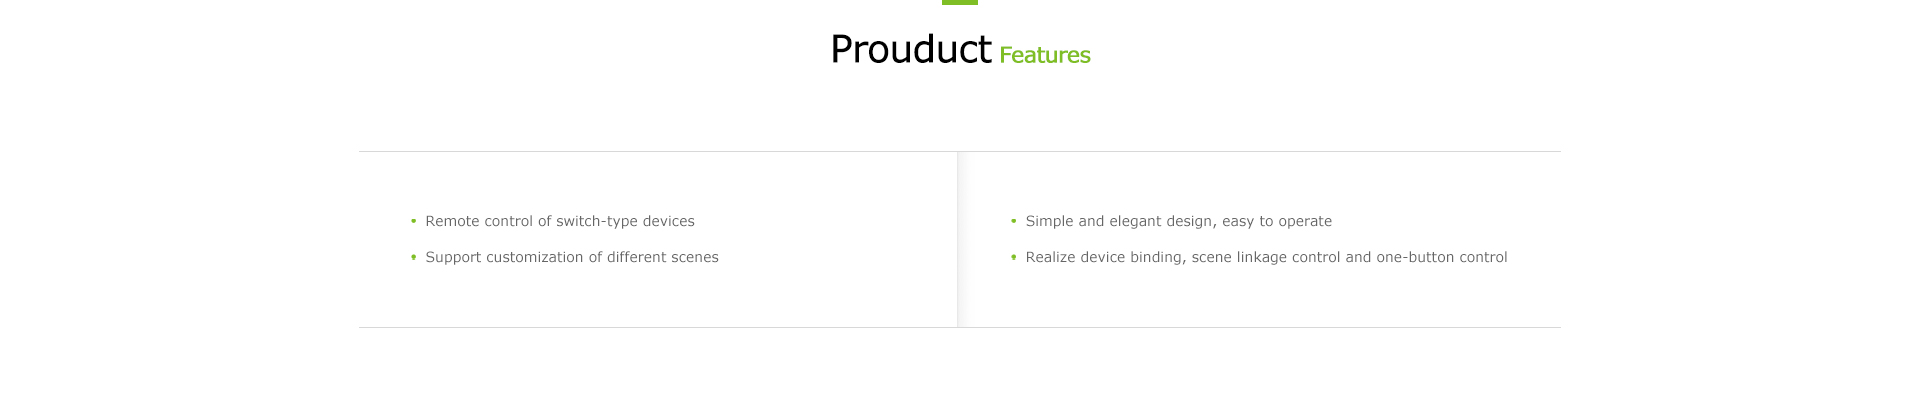 Prouduct Features
• Remote control of switch-type devices
• Support customization of different scenes
• Simple and elegant design, easy to operate
• Realize device binding, scene linkage control and one-button control